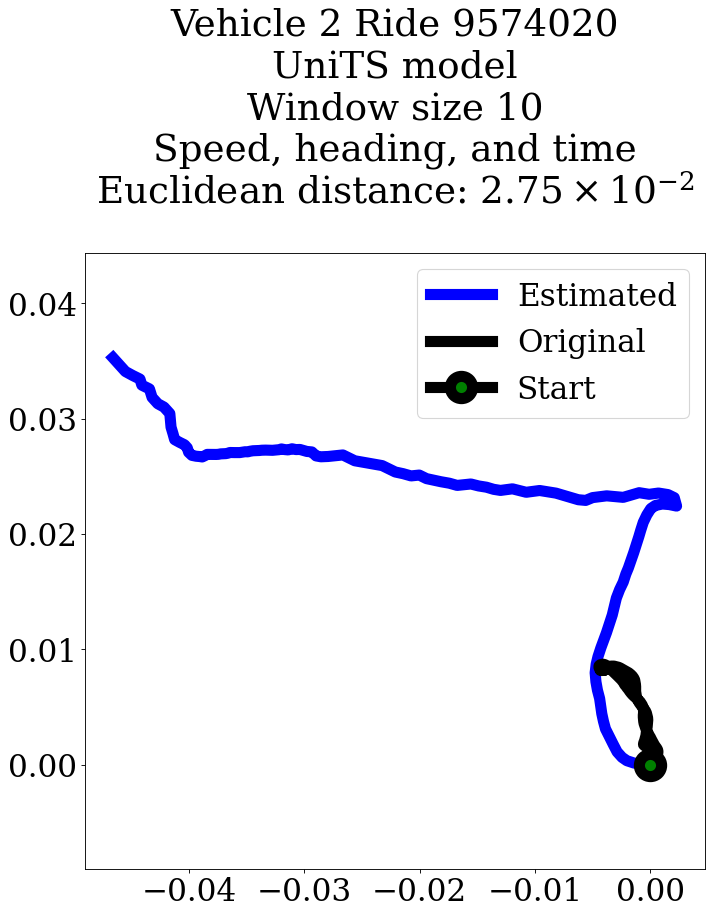 Vehicle 2 Ride 9574020
UniTS model
Window size 10
Speed, heading, and time
Euclidean distance: 2.75 × 10⁻²
Estimated
Original
Start
0.04
0.03
0.02
0.01
0.00
−0.04 −0.03 −0.02 −0.01 0.00